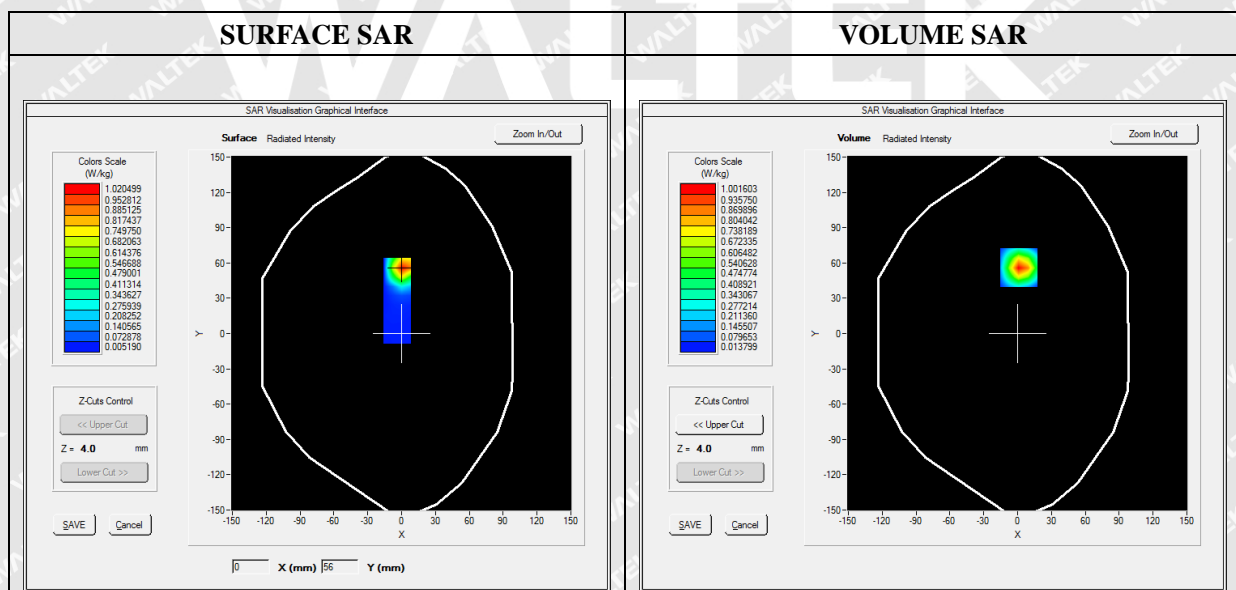 WALTEK
SURFACE SAR
VOLUME SAR
SAR Visualisation Graphical Interface
Surface Radiated Intensity
Zoom In/Out
Colors Scale
(W/kg)
1.020499
0.952812
0.885125
0.817437
0.749750
0.682063
0.614376
0.546688
0.479001
0.411314
0.343627
0.275939
0.208252
0.140565
0.072878
0.005190
Z-Cuts Control
<< Upper Cut
Z = 4.0 mm
Lower Cut >>
SAVE Cancel
150
120
90
60
30
0
-30
-60
-90
-120
-150
Y
-150 -120 -90 -60 -30 0 30 60 90 120 150
X
0 X (mm) 56 Y (mm)
SAR Visualisation Graphical Interface
Volume Radiated Intensity
Zoom In/Out
Colors Scale
(W/kg)
1.001603
0.935750
0.869896
0.804042
0.738189
0.672335
0.606482
0.540628
0.474774
0.408921
0.343067
0.277214
0.211360
0.145507
0.079653
0.013799
Z-Cuts Control
<< Upper Cut
Z = 4.0 mm
Lower Cut >>
SAVE Cancel
150
120
90
60
30
0
-30
-60
-90
-120
-150
Y
-150 -120 -90 -60 -30 0 30 60 90 120 150
X